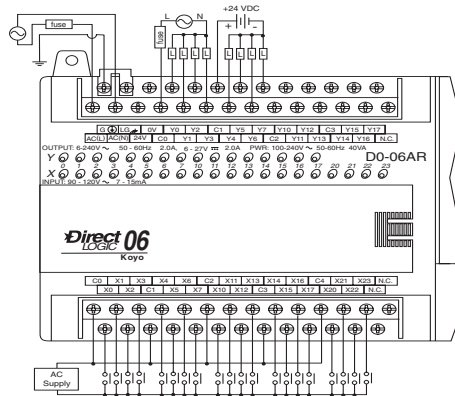 +24 VDC
L N
fuse
+ -
fuse
L L L L L L L L
G LG 0V Y0 Y2 C1 Y5 Y7 Y10 Y12 C3 Y15 Y17
AC(L) AC(N) 24V C0 Y1 Y3 Y4 Y6 C2 Y11 Y13 Y14 Y16 N.C.
OUTPUT: 6-240V ~ 50 - 60Hz 2.0A, 6 - 27V ⎓ 2.0A PWR: 100-240V ~ 50-60Hz 40VA
Y D0-06AR
0 1 2 3 4 5 6 7 10 11 12 13 14 15 16 17 20 21 22 23
X
INPUT: 90 - 120V ~ 7 - 15mA
Direct LOGIC 06
Koyo
C0 X1 X3 X4 X6 C2 X11 X13 X14 X16 C4 X21 X23 N.C.
X0 X2 C1 X5 X7 X10 X12 C3 X15 X17 X20 X22 N.C.
AC
Supply